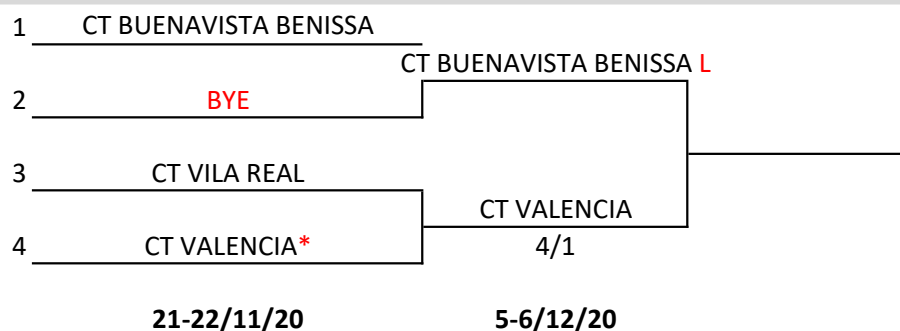 1 CT BUENAVISTA BENISSA
CT BUENAVISTA BENISSA L
2 BYE
3 CT VILA REAL
CT VALENCIA
4 CT VALENCIA* 4/1
21-22/11/20 5-6/12/20